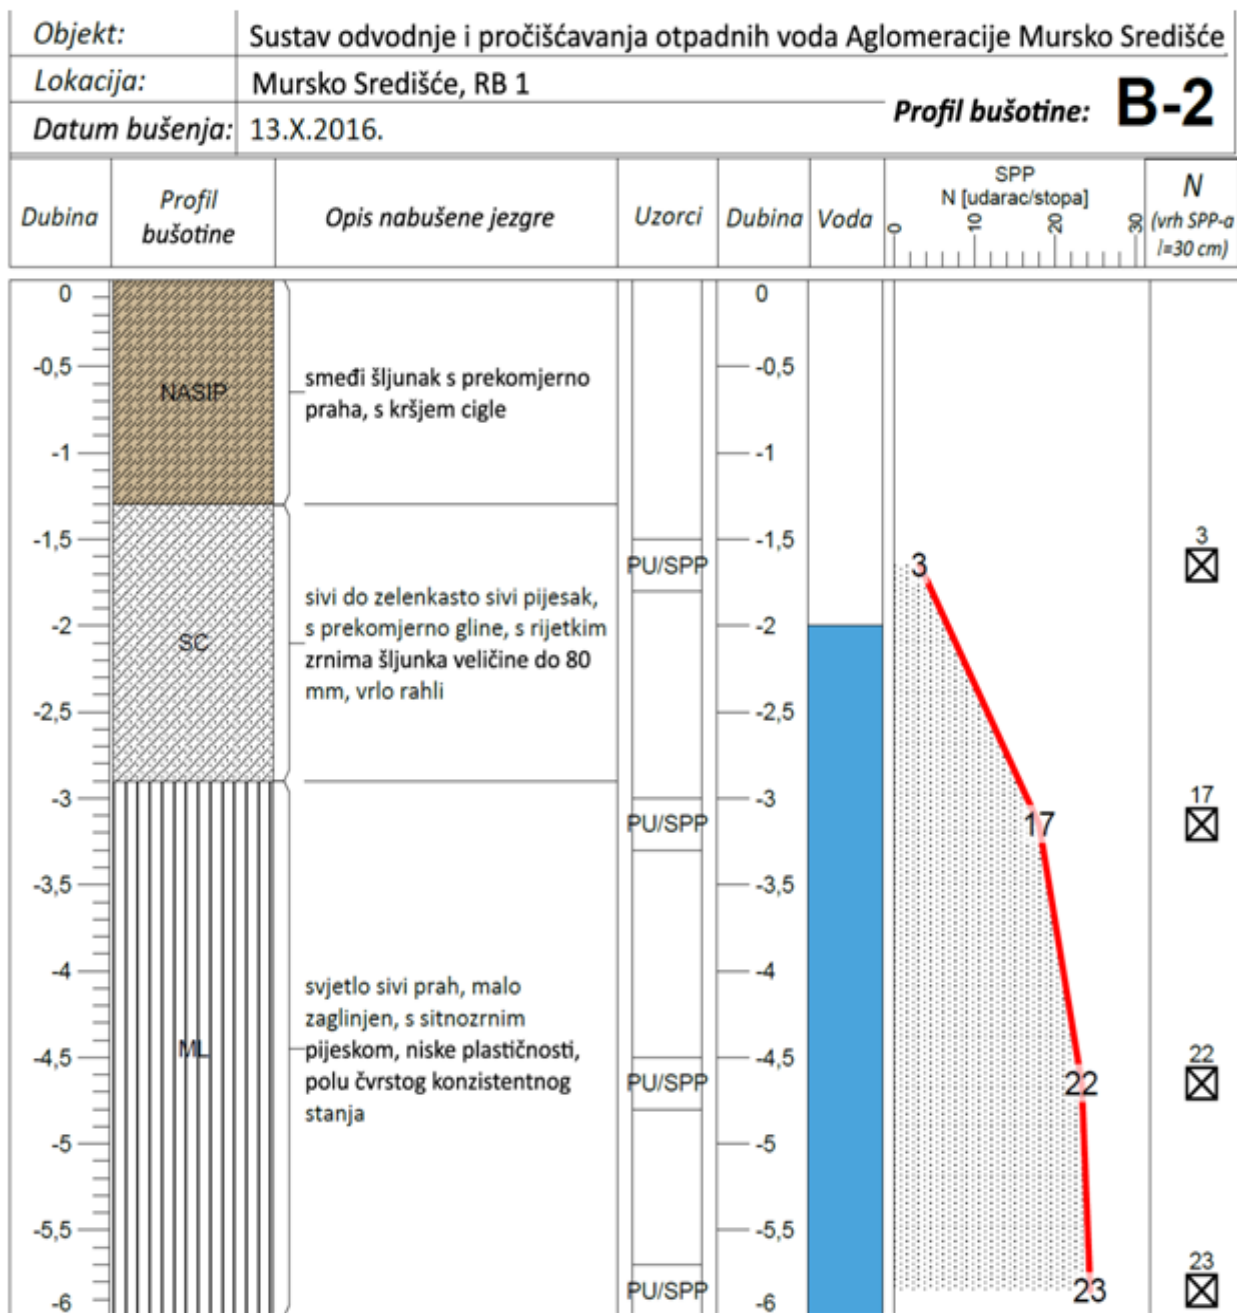 Objekt: Sustav odvodnje i pročišćavanja otpadnih voda Aglomeracije Mursko Središće
Lokacija: Mursko Središće, RB 1
Datum bušenja: 13.X.2016.
Profil bušotine: B-2
Dubina
Profil
bušotine
Opis nabušene jezgre
Uzorci
Dubina
Voda
SPP
N [udarac/stopa]
0 10 20 30
N
(vrh SPP-a
l=30 cm)
0
-0,5
-1
-1,5
-2
-2,5
-3
-3,5
-4
-4,5
-5
-5,5
-6
NASIP
SC
ML
smeđi šljunak s prekomjerno
praha, s kršjem cigle
sivi do zelenkasto sivi pijesak,
s prekomjerno gline, s rijetkim
zrnima šljunka veličine do 80
mm, vrlo rahli
svjetlo sivi prah, malo
zaglinjen, s sitnozrnim
pijeskom, niske plastičnosti,
polu čvrstog konzistentnog
stanja
PU/SPP
PU/SPP
PU/SPP
PU/SPP
0
-0,5
-1
-1,5
-2
-2,5
-3
-3,5
-4
-4,5
-5
-5,5
-6
3
17
22
23
3
17
22
23